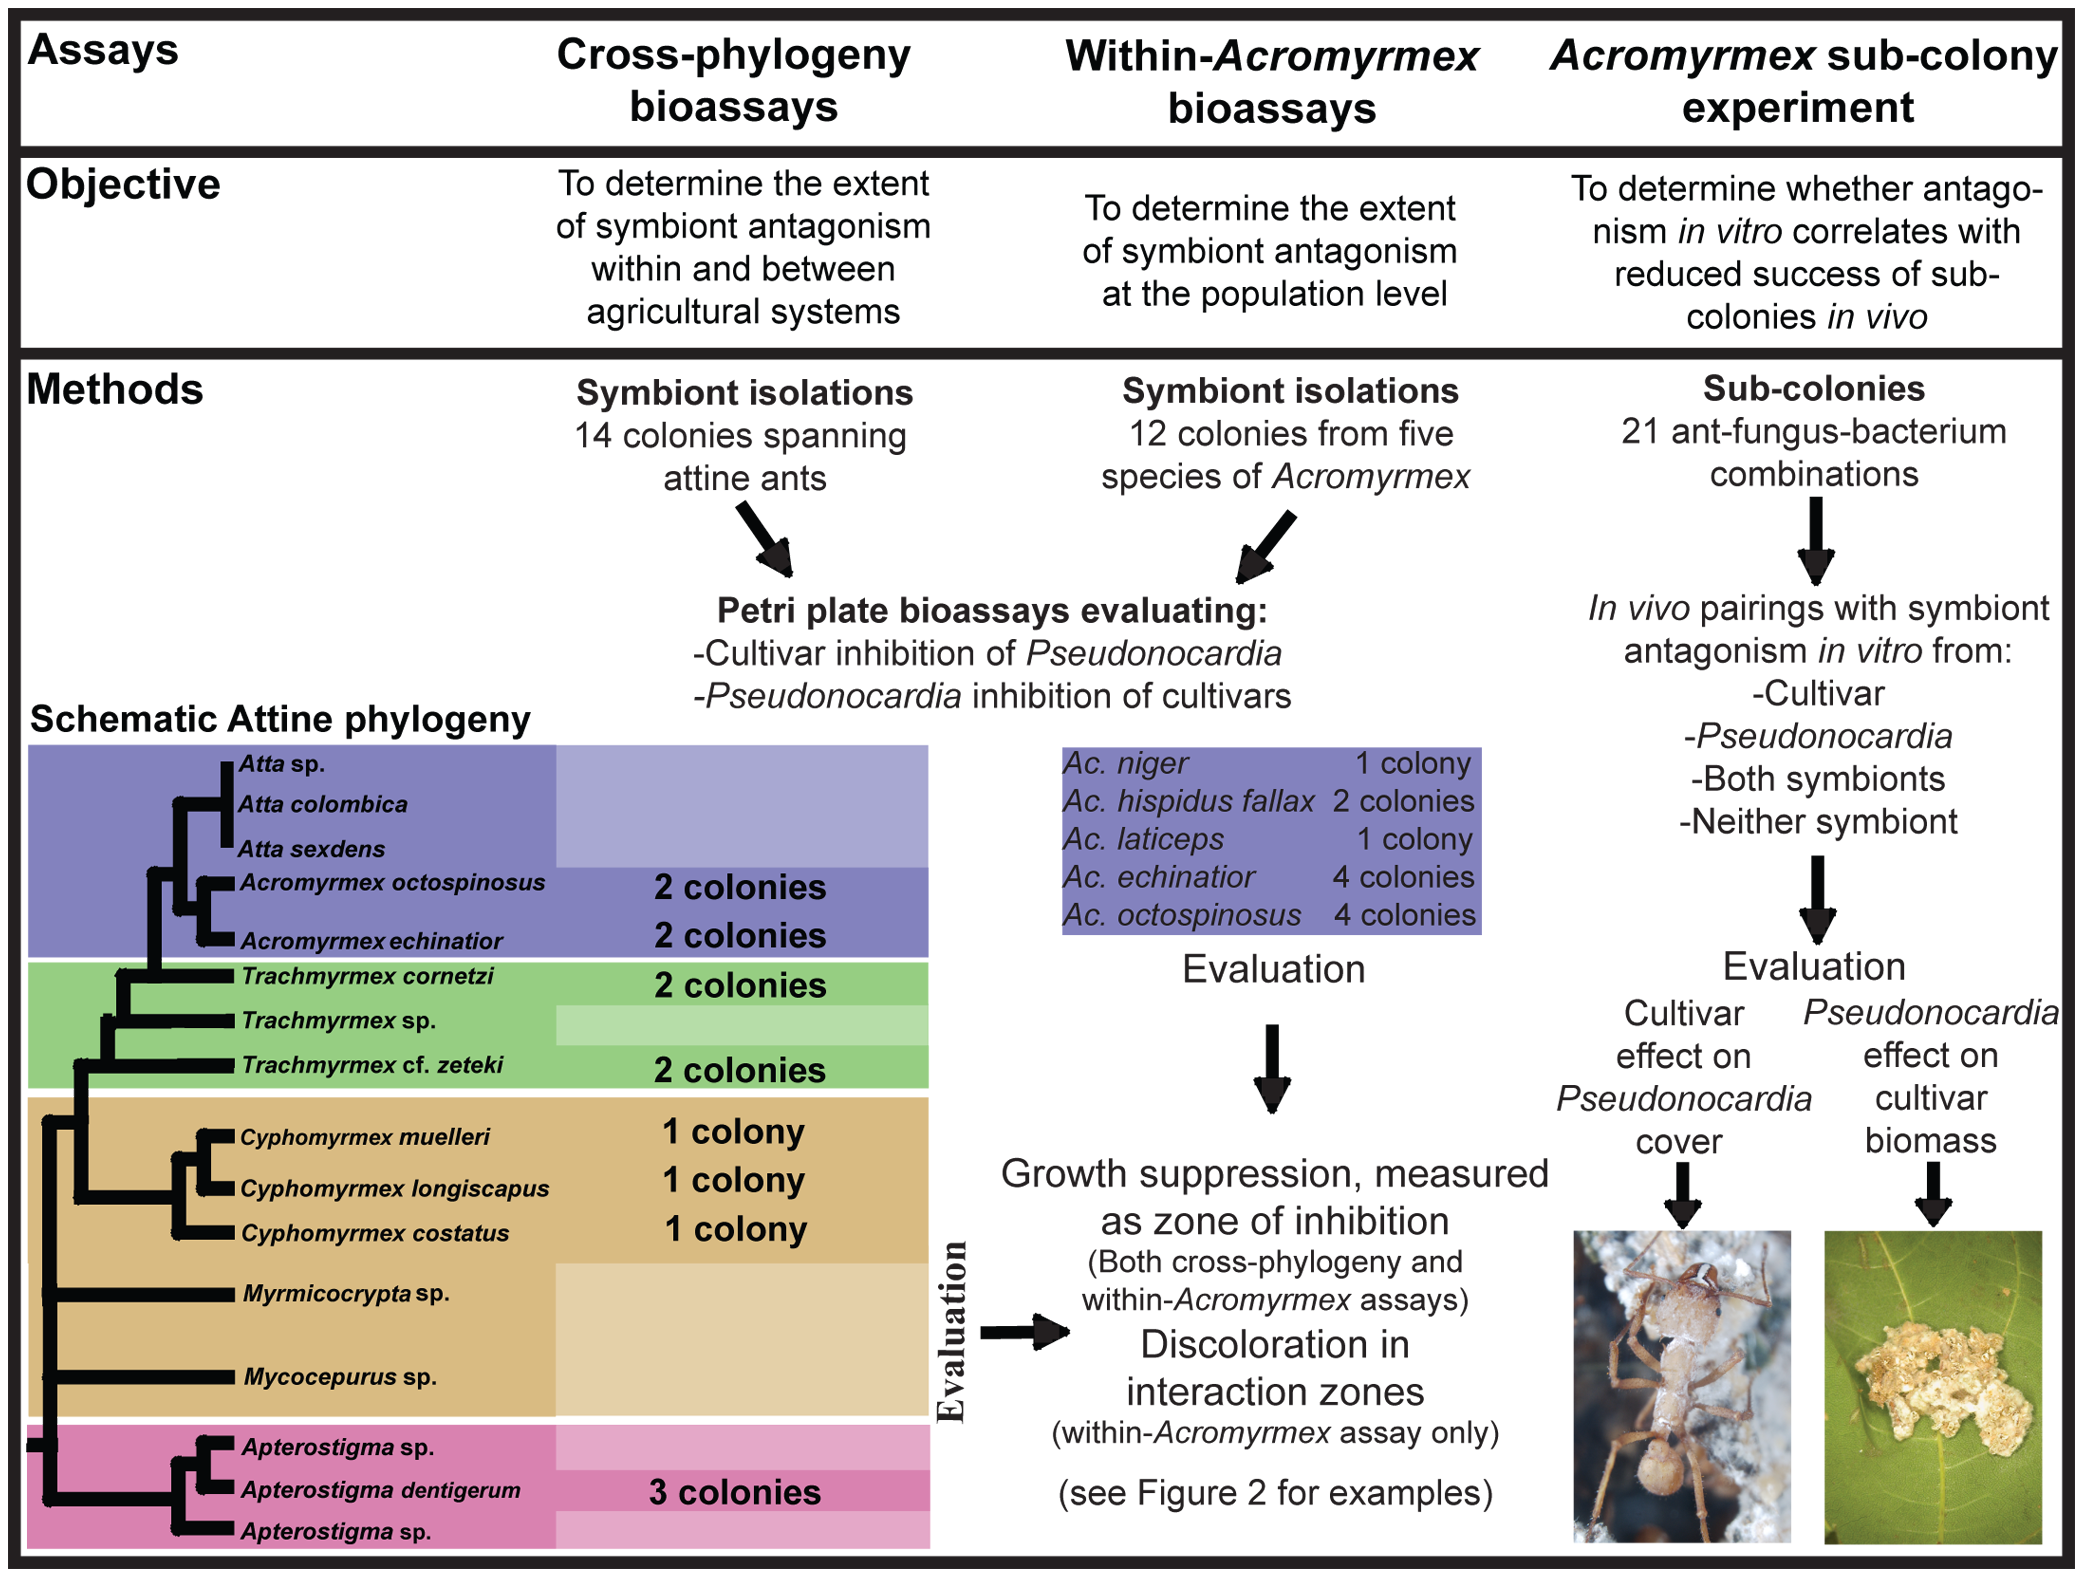 Assays
Cross-phylogeny
bioassays
Within-Acromyrmex
bioassays
Acromyrmex sub-colony
experiment
Objective
To determine the extent
of symbiont antagonism
within and between
agricultural systems
To determine the extent
of symbiont antagonism
at the population level
To determine whether antago-
nism in vitro correlates with
reduced success of sub-
colonies in vivo
Methods
Symbiont isolations
14 colonies spanning
attine ants
Symbiont isolations
12 colonies from five
species of Acromyrmex
Sub-colonies
21 ant-fungus-bacterium
combinations
Petri plate bioassays evaluating:
-Cultivar inhibition of Pseudonocardia
-Pseudonocardia inhibition of cultivars
In vivo pairings with symbiont
antagonism in vitro from:
-Cultivar
-Pseudonocardia
-Both symbionts
-Neither symbiont
Schematic Attine phylogeny
Atta sp.
Atta colombica
Atta sexdens
Acromyrmex octospinosus 2 colonies
Acromyrmex echinatior 2 colonies
Trachmyrmex cornetzi 2 colonies
Trachmyrmex sp.
Trachmyrmex cf. zeteki 2 colonies
Cyphomyrmex muelleri 1 colony
Cyphomyrmex longiscapus 1 colony
Cyphomyrmex costatus 1 colony
Myrmicocrypta sp.
Mycocepurus sp.
Apterostigma sp.
Apterostigma dentigerum 3 colonies
Apterostigma sp.
Evaluation
Ac. niger 1 colony
Ac. hispidus fallax 2 colonies
Ac. laticeps 1 colony
Ac. echinatior 4 colonies
Ac. octospinosus 4 colonies
Evaluation
Growth suppression, measured
as zone of inhibition
(Both cross-phylogeny and
within-Acromyrmex assays)
Discoloration in
interaction zones
(within-Acromyrmex assay only)
(see Figure 2 for examples)
Evaluation
Cultivar
effect on
Pseudonocardia
cover
Pseudonocardia
effect on
cultivar
biomass